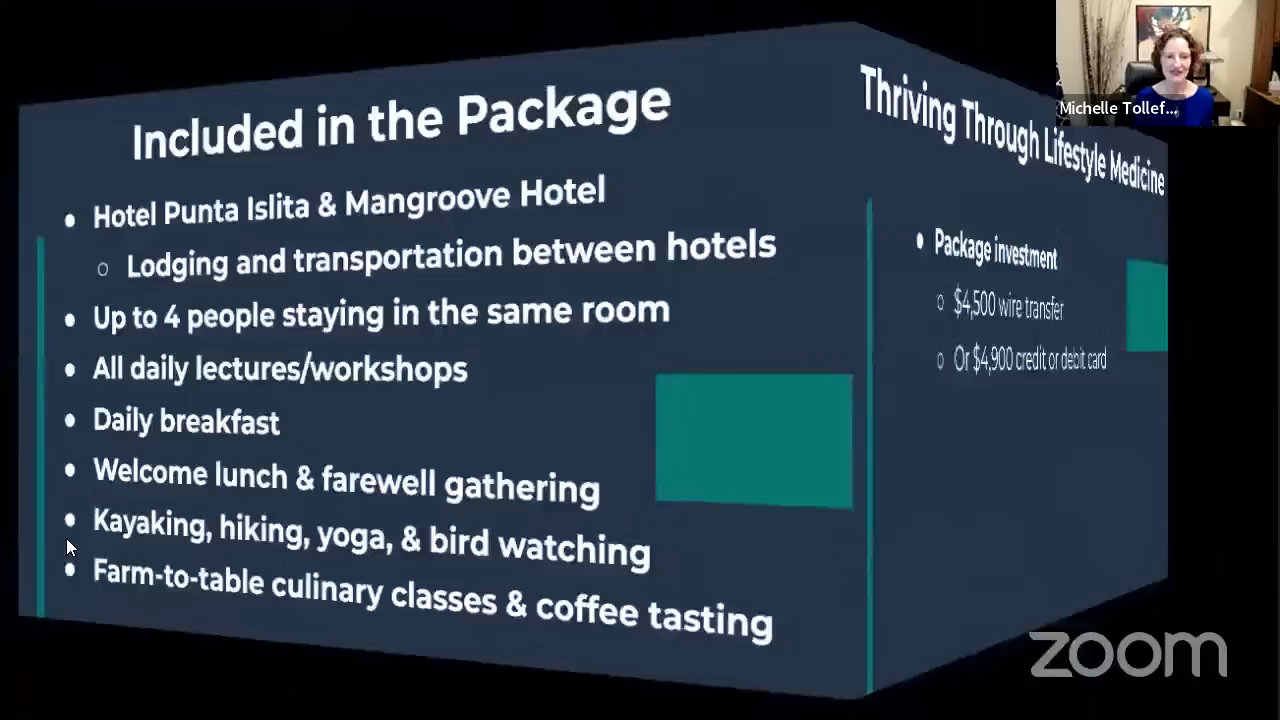 Included in the Package
Hotel Punta Islita & Mangroove Hotel
Lodging and transportation between hotels
Up to 4 people staying in the same room
All daily lectures/workshops
Daily breakfast
Welcome lunch & farewell gathering
Kayaking, hiking, yoga, & bird watching
Farm-to-table culinary classes & coffee tasting
Thriving Through Lifestyle Medicine
Package investment
$4,500 wire transfer
Or $4,900 credit or debit card
Michelle Tollef...
zoom